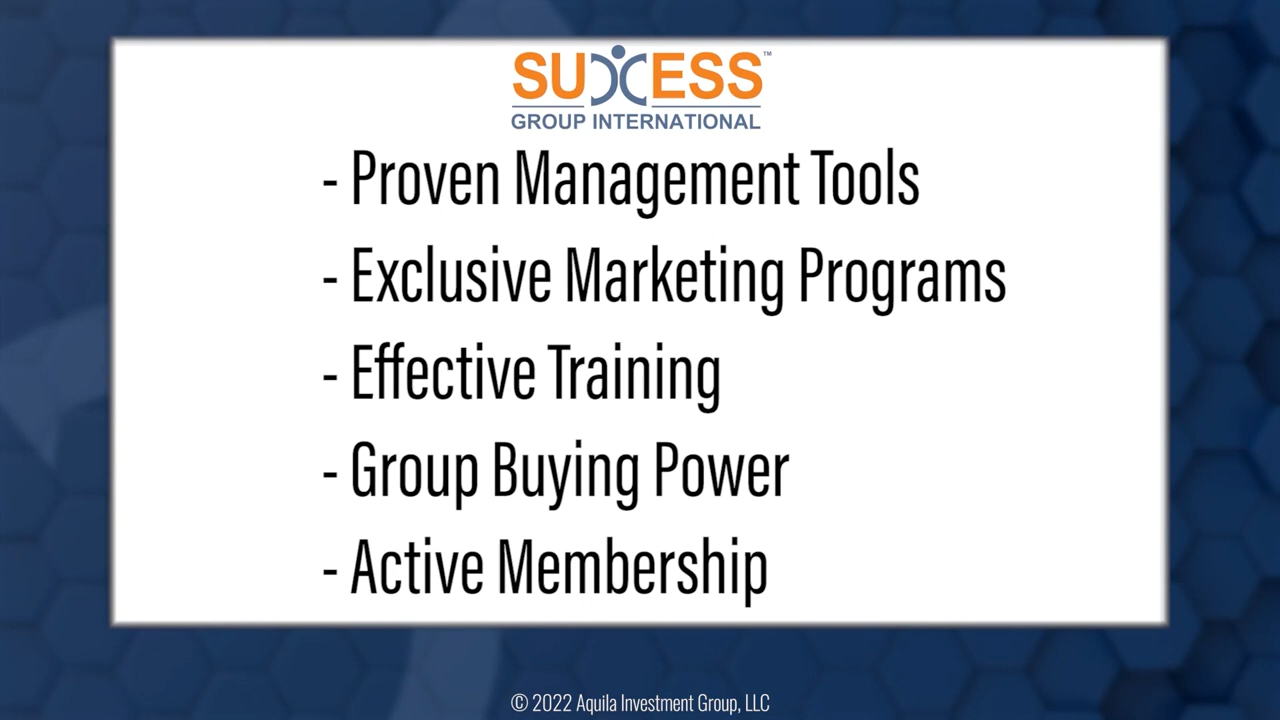 SUCCESS™
GROUP INTERNATIONAL
- Proven Management Tools
- Exclusive Marketing Programs
- Effective Training
- Group Buying Power
- Active Membership
© 2022 Aquila Investment Group, LLC